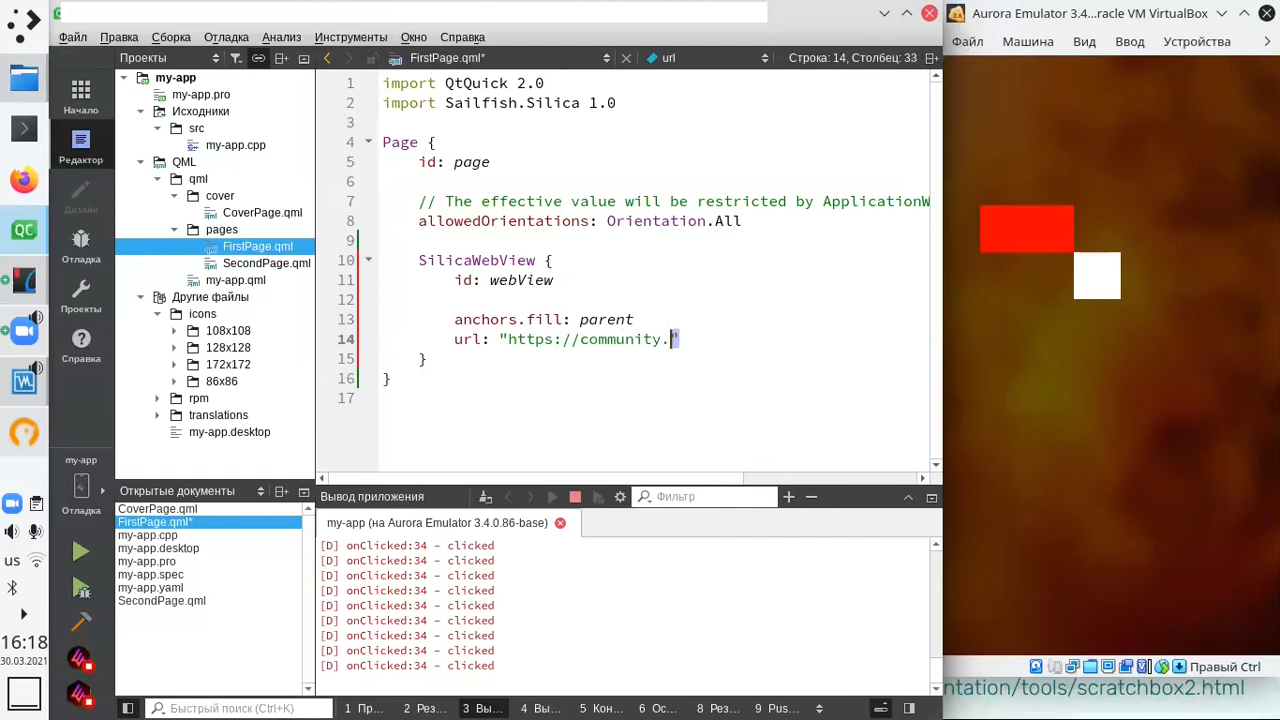 Aurora Emulator 3.4...racle VM VirtualBox
Файл Правка Сборка Отладка Анализ Инструменты Окно Справка
Файл Машина Вид Ввод Устройства
Проекты
FirstPage.qml*
url
Строка: 14, Столбец: 33
Начало
Редактор
Дизайн
Отладка
Проекты
Справка
my-app
Отладка
my-app
my-app.pro
Исходники
src
my-app.cpp
QML
qml
cover
CoverPage.qml
pages
FirstPage.qml
SecondPage.qml
my-app.qml
Другие файлы
icons
108x108
128x128
172x172
86x86
rpm
translations
my-app.desktop
1 import QtQuick 2.0
2 import Sailfish.Silica 1.0
3
4 Page {
5 id: page
6
7 // The effective value will be restricted by ApplicationW
8 allowedOrientations: Orientation.All
9
10 SilicaWebView {
11 id: webView
12
13 anchors.fill: parent
14 url: "https://community."
15 }
16 }
17
Открытые документы
CoverPage.qml
FirstPage.qml*
my-app.cpp
my-app.desktop
my-app.pro
my-app.spec
my-app.yaml
SecondPage.qml
Вывод приложения
Фильтр
my-app (на Aurora Emulator 3.4.0.86-base)
[D] onClicked:34 - clicked
[D] onClicked:34 - clicked
[D] onClicked:34 - clicked
[D] onClicked:34 - clicked
[D] onClicked:34 - clicked
[D] onClicked:34 - clicked
[D] onClicked:34 - clicked
[D] onClicked:34 - clicked
[D] onClicked:34 - clicked
QC
us
16:18
30.03.2021
Быстрый поиск (Ctrl+K)
1 Пр... 2 Рез... 3 Вы... 4 Вы... 5 Кон... 6 Ос... 8 Рез... 9 Pus...
Правый Ctrl
ntation/tools/scratchbox2.html